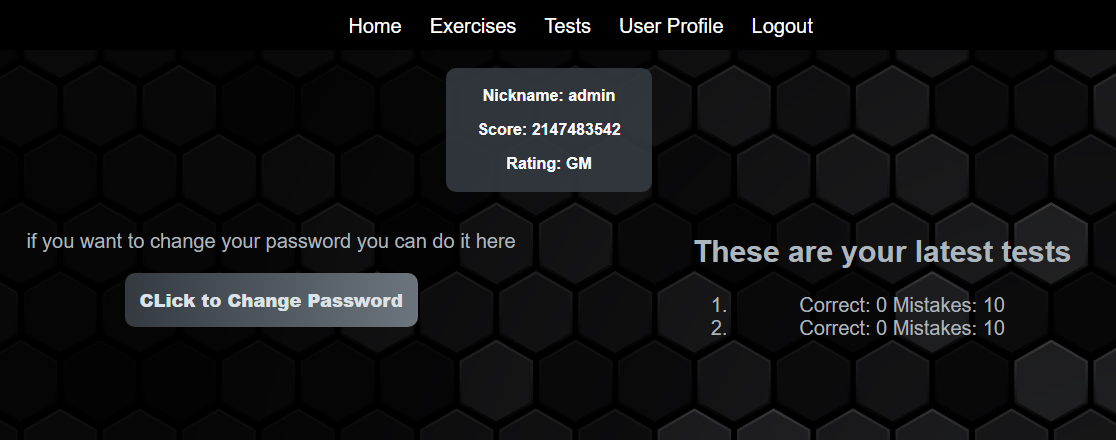 Home Exercises Tests User Profile Logout
Nickname: admin
Score: 2147483542
Rating: GM
if you want to change your password you can do it here
CLick to Change Password
These are your latest tests
1. Correct: 0 Mistakes: 10
2. Correct: 0 Mistakes: 10